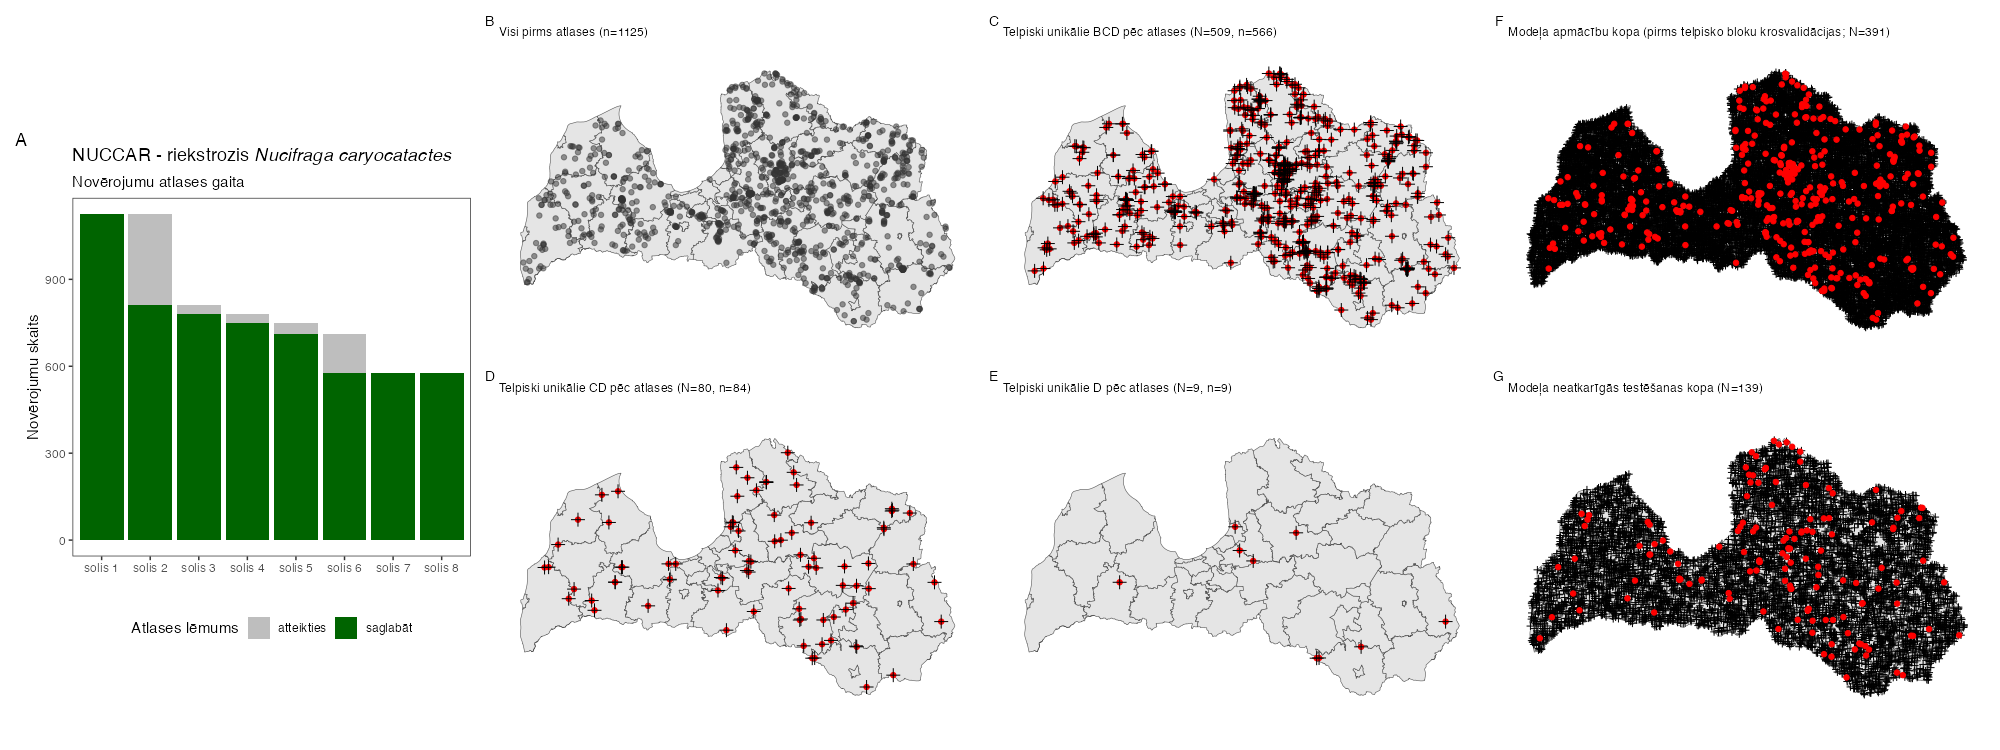 A
NUCCAR - riekstrozis Nucifraga caryocatactes
Novērojumu atlases gaita
Novērojumu skaits
900
600
300
0
solis 1
solis 2
solis 3
solis 4
solis 5
solis 6
solis 7
solis 8
Atlases lēmums
atteikties
saglabāt
B
Visi pirms atlases (n=1125)
C
Telpiski unikālie BCD pēc atlases (N=509, n=566)
F
Modeļa apmācību kopa (pirms telpisko bloku krosvalidācijas; N=391)
D
Telpiski unikālie CD pēc atlases (N=80, n=84)
E
Telpiski unikālie D pēc atlases (N=9, n=9)
G
Modeļa neatkarīgās testēšanas kopa (N=139)